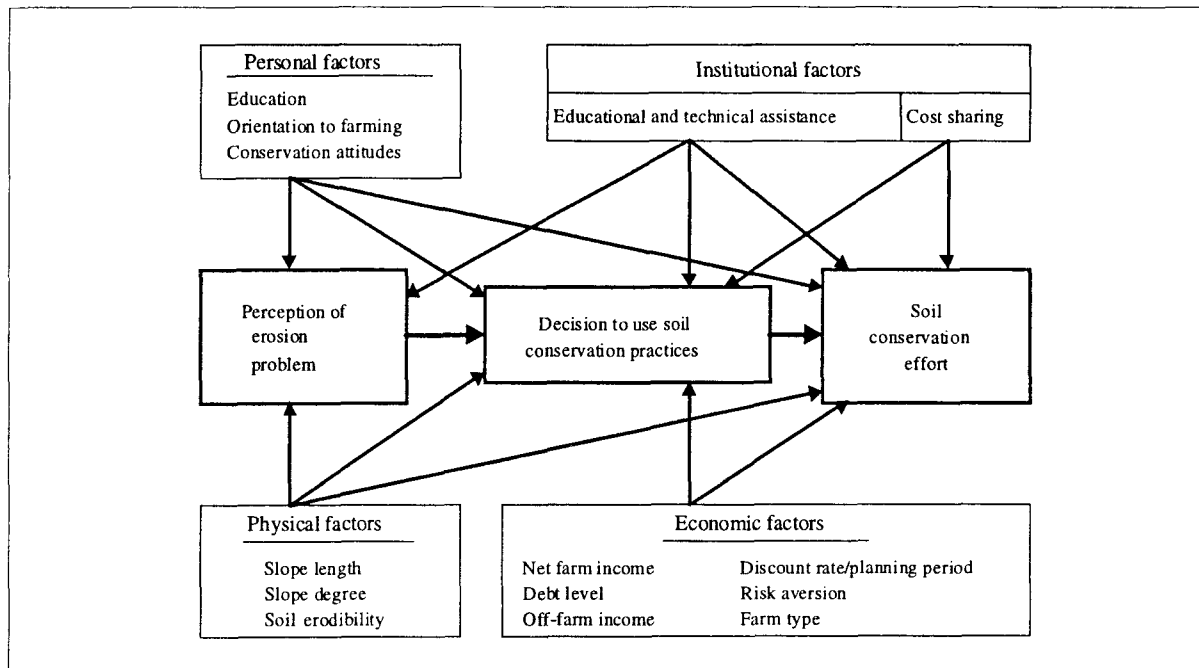 Personal factors
Education
Orientation to farming
Conservation attitudes
Institutional factors
Educational and technical assistance
Cost sharing
Perception of
erosion
problem
Decision to use soil
conservation practices
Soil
conservation
effort
Physical factors
Slope length
Slope degree
Soil erodibility
Economic factors
Net farm income
Debt level
Off-farm income
Discount rate/planning period
Risk aversion
Farm type